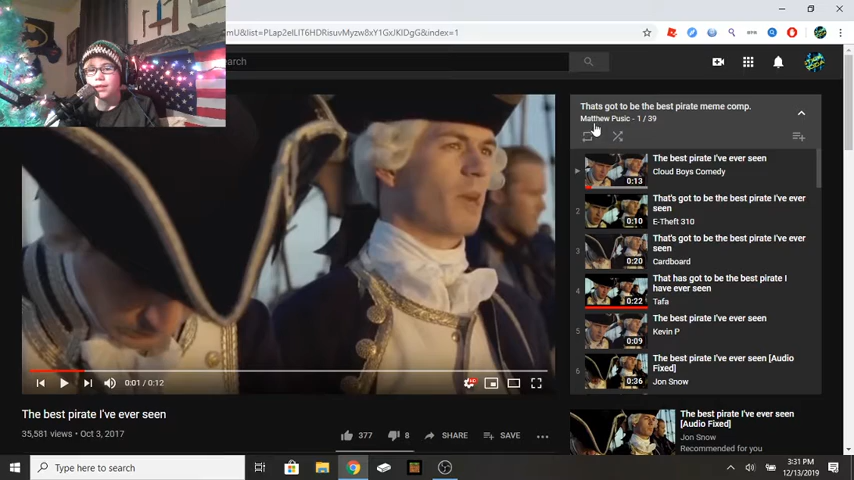 mU&list=PLap2elLIT6HDRisuvMyzw8xY1GxJKIDgG&index=1
earch
Thats got to be the best pirate meme comp.
Matthew Pusic - 1 / 39
The best pirate I've ever seen
Cloud Boys Comedy
0:13
2
That's got to be the best pirate I've ever
seen
E-Theft 310
0:10
3
That's got to be the best pirate I've ever
seen
Cardboard
0:20
4
That has got to be the best pirate I
have ever seen
Tafa
0:22
5
The best pirate I've ever seen
Kevin P
0:09
6
The best pirate I've ever seen [Audio
Fixed]
Jon Snow
0:36
0:01 / 0:12
HD
The best pirate I've ever seen
35,581 views • Oct 3, 2017
377
8
SHARE
SAVE
The best pirate I've ever seen
[Audio Fixed]
Jon Snow
Recommended for you
Type here to search
3:31 PM
12/13/2019